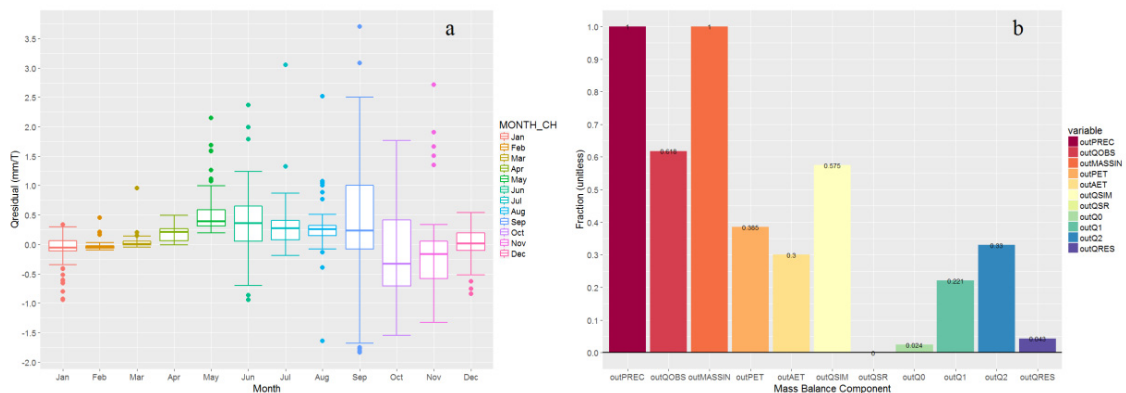 a
Qresidual (mm/T)
3.5
3.0
2.5
2.0
1.5
1.0
0.5
0.0
-0.5
-1.0
-1.5
-2.0
Jan Feb Mar Apr May Jun Jul Aug Sep Oct Nov Dec
Month
MONTH_CH
Jan
Feb
Mar
Apr
May
Jun
Jul
Aug
Sep
Oct
Nov
Dec
b
Fraction (unitless)
1.0
0.9
0.8
0.7
0.6
0.5
0.4
0.3
0.2
0.1
0.0
1
0.618
1
0.385
0.3
0.575
0
0.024
0.221
0.33
0.043
outPREC outQOBS outMASSIN outPET outAET outQSIM outQSR outQ0 outQ1 outQ2 outQRES
Mass Balance Component
variable
outPREC
outQOBS
outMASSIN
outPET
outAET
outQSIM
outQSR
outQ0
outQ1
outQ2
outQRES